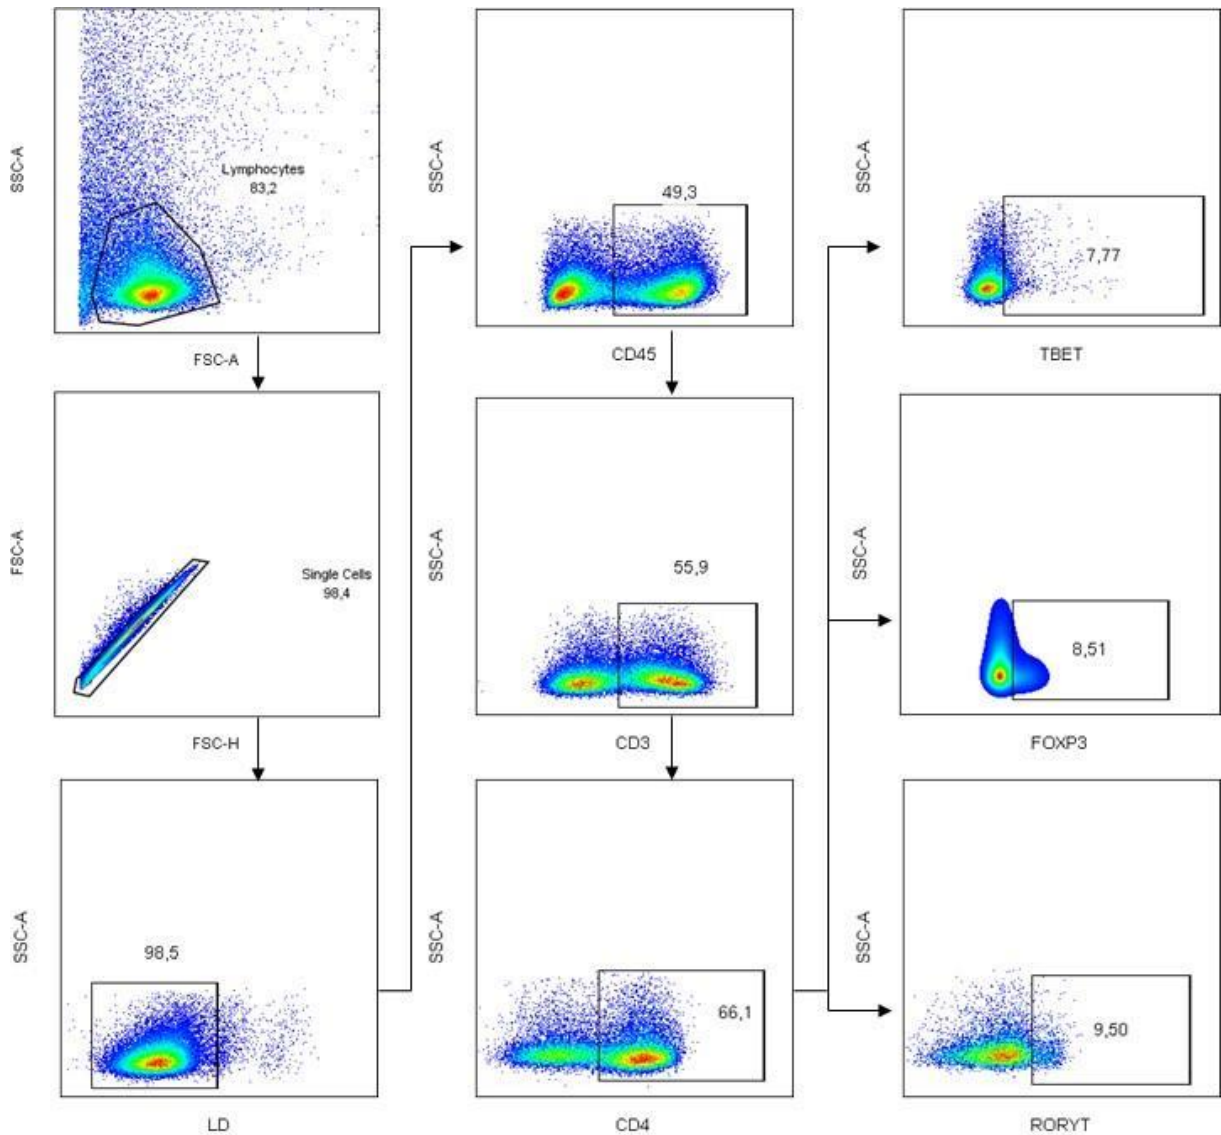 SSC-A
Lymphocytes
83,2
FSC-A
FSC-A
Single Cells
98,4
FSC-H
SSC-A
98,5
LD
SSC-A
49,3
CD45
SSC-A
55,9
CD3
SSC-A
66,1
CD4
SSC-A
7,77
TBET
SSC-A
8,51
FOXP3
SSC-A
9,50
RORYT